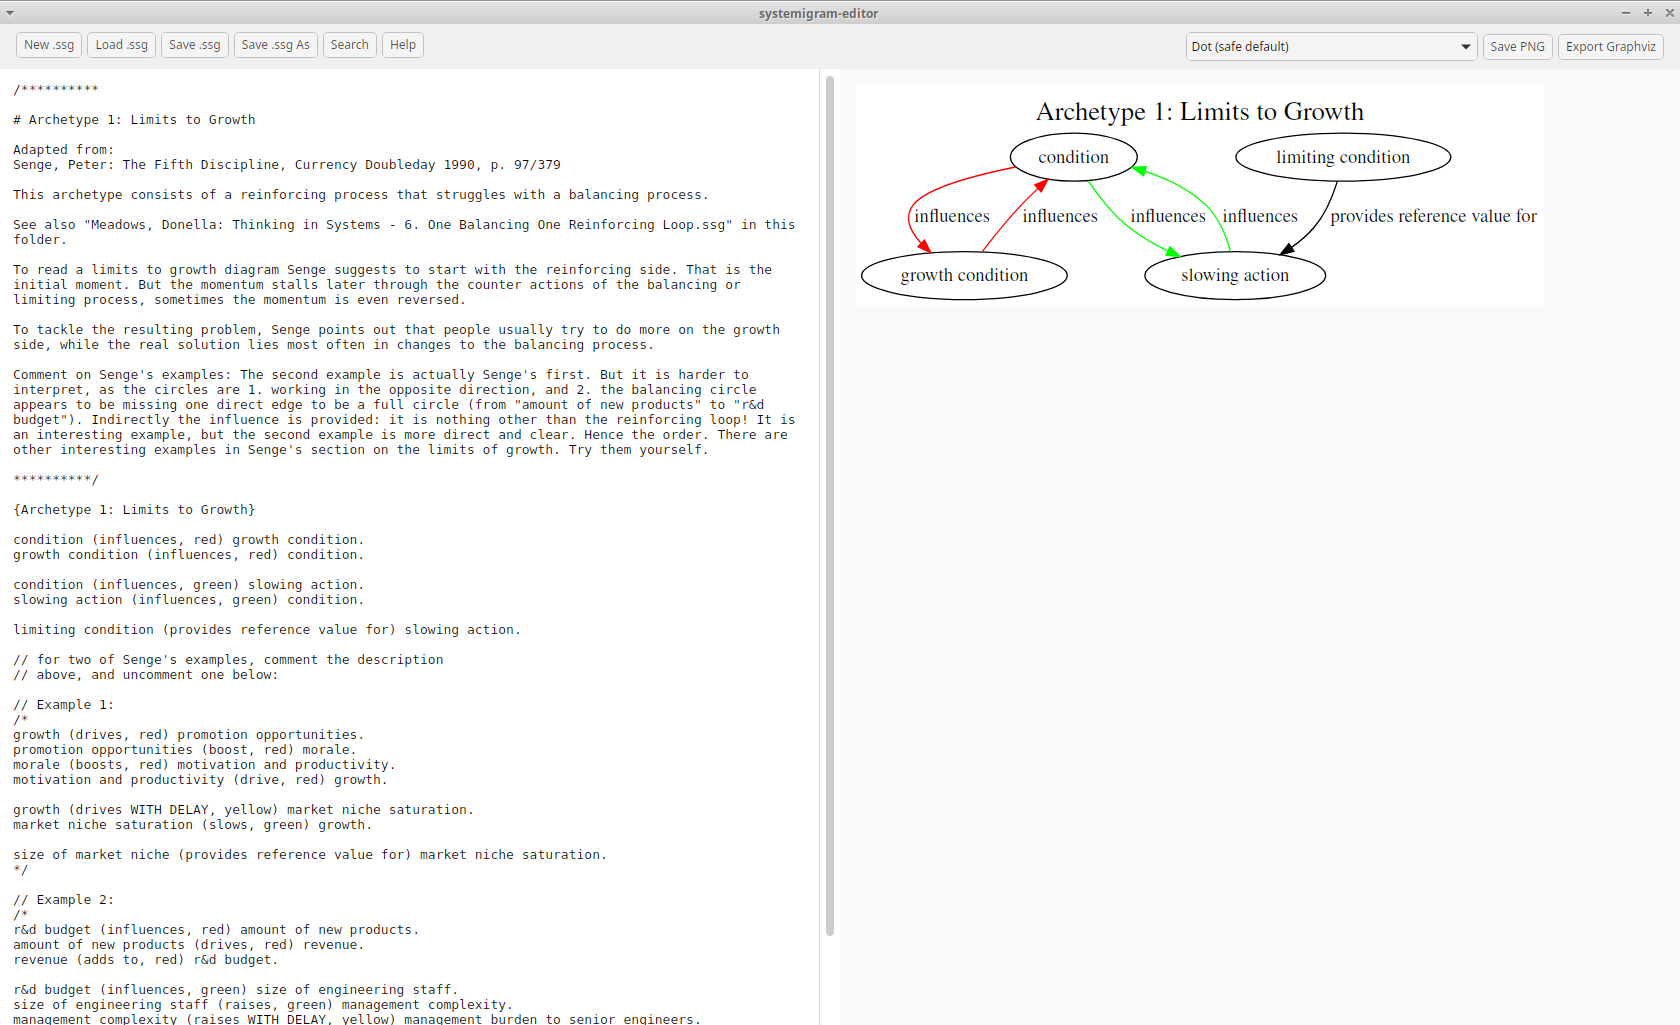 systemigram-editor
New .ssg
Load .ssg
Save .ssg
Save .ssg As
Search
Help
Dot (safe default)
Save PNG
Export Graphviz
/**********
# Archetype 1: Limits to Growth
Adapted from:
Senge, Peter: The Fifth Discipline, Currency Doubleday 1990, p. 97/379
This archetype consists of a reinforcing process that struggles with a balancing process.
See also "Meadows, Donella: Thinking in Systems - 6. One Balancing One Reinforcing Loop.ssg" in this
folder.
To read a limits to growth diagram Senge suggests to start with the reinforcing side. That is the
initial moment. But the momentum stalls later through the counter actions of the balancing or
limiting process, sometimes the momentum is even reversed.
To tackle the resulting problem, Senge points out that people usually try to do more on the growth
side, while the real solution lies most often in changes to the balancing process.
Comment on Senge's examples: The second example is actually Senge's first. But it is harder to
interpret, as the circles are 1. working in the opposite direction, and 2. the balancing circle
appears to be missing one direct edge to be a full circle (from "amount of new products" to "r&d
budget"). Indirectly the influence is provided: it is nothing other than the reinforcing loop! It is
an interesting example, but the second example is more direct and clear. Hence the order. There are
other interesting examples in Senge's section on the limits of growth. Try them yourself.
**********/
{Archetype 1: Limits to Growth}
condition (influences, red) growth condition.
growth condition (influences, red) condition.
condition (influences, green) slowing action.
slowing action (influences, green) condition.
limiting condition (provides reference value for) slowing action.
// for two of Senge's examples, comment the description
// above, and uncomment one below:
// Example 1:
/*
growth (drives, red) promotion opportunities.
promotion opportunities (boost, red) morale.
morale (boosts, red) motivation and productivity.
motivation and productivity (drive, red) growth.
growth (drives WITH DELAY, yellow) market niche saturation.
market niche saturation (slows, green) growth.
size of market niche (provides reference value for) market niche saturation.
*/
// Example 2:
/*
r&d budget (influences, red) amount of new products.
amount of new products (drives, red) revenue.
revenue (adds to, red) r&d budget.
r&d budget (influences, green) size of engineering staff.
size of engineering staff (raises, green) management complexity.
management complexity (raises WITH DELAY, yellow) management burden to senior engineers.
Archetype 1: Limits to Growth
condition
limiting condition
influences
influences
influences
influences
provides reference value for
growth condition
slowing action